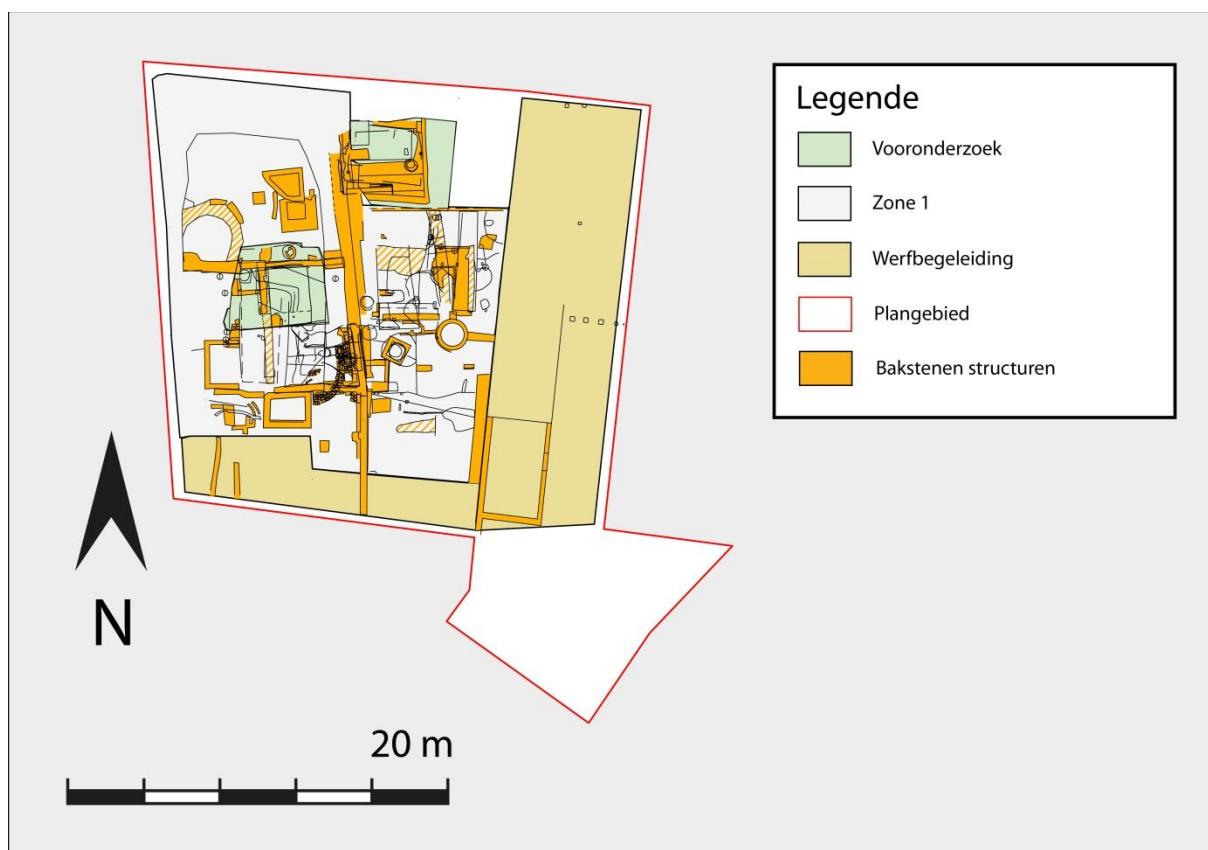 Legende
Vooronderzoek
Zone 1
Werfbegeleiding
Plangebied
Bakstenen structuren
N
20 m